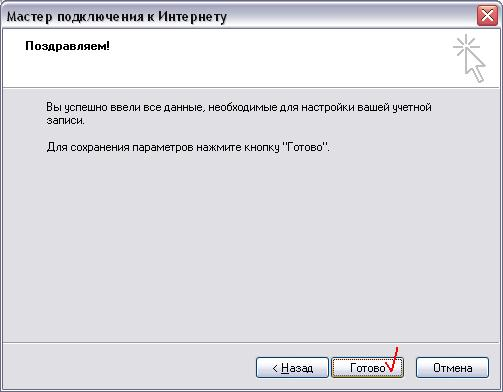 Мастер подключения к Интернету
Поздравляем!
Вы успешно ввели все данные, необходимые для настройки вашей учетной
записи.
Для сохранения параметров нажмите кнопку "Готово".
< Назад Готово Отмена